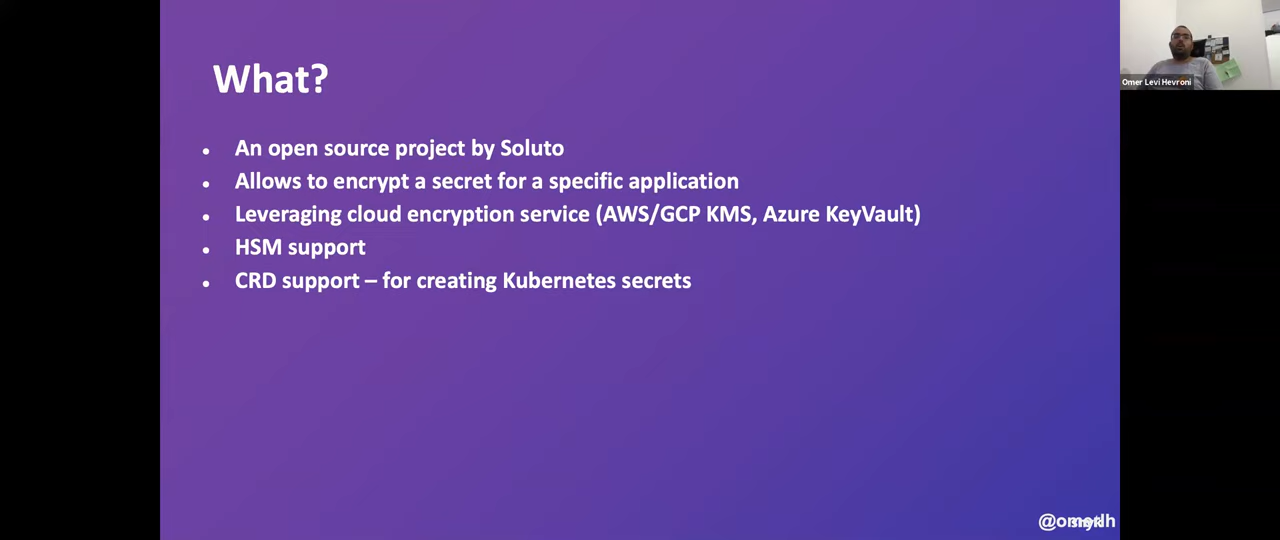 What?
• An open source project by Soluto
• Allows to encrypt a secret for a specific application
• Leveraging cloud encryption service (AWS/GCP KMS, Azure KeyVault)
• HSM support
• CRD support – for creating Kubernetes secrets
Omer Levi Hevroni